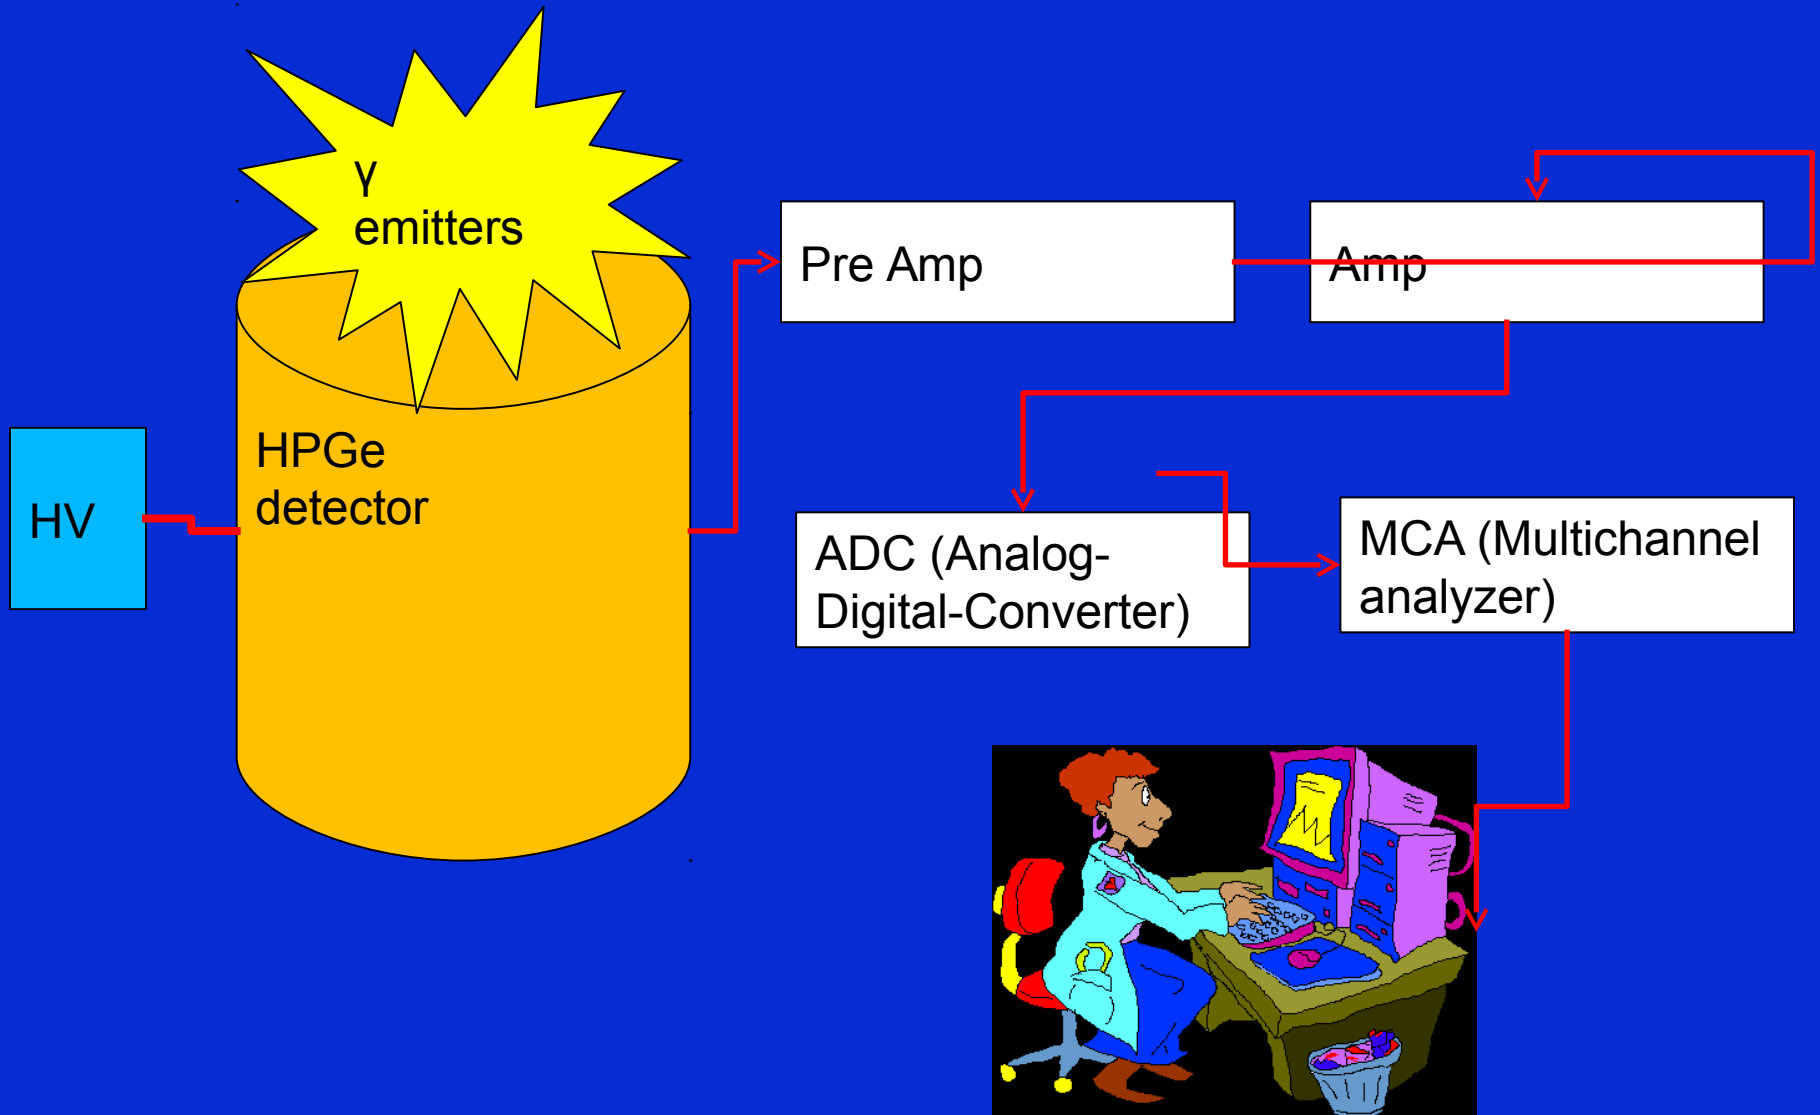 γ
emitters
HPGe
detector
HV
Pre Amp
Amp
ADC (Analog-
Digital-Converter)
MCA (Multichannel
analyzer)